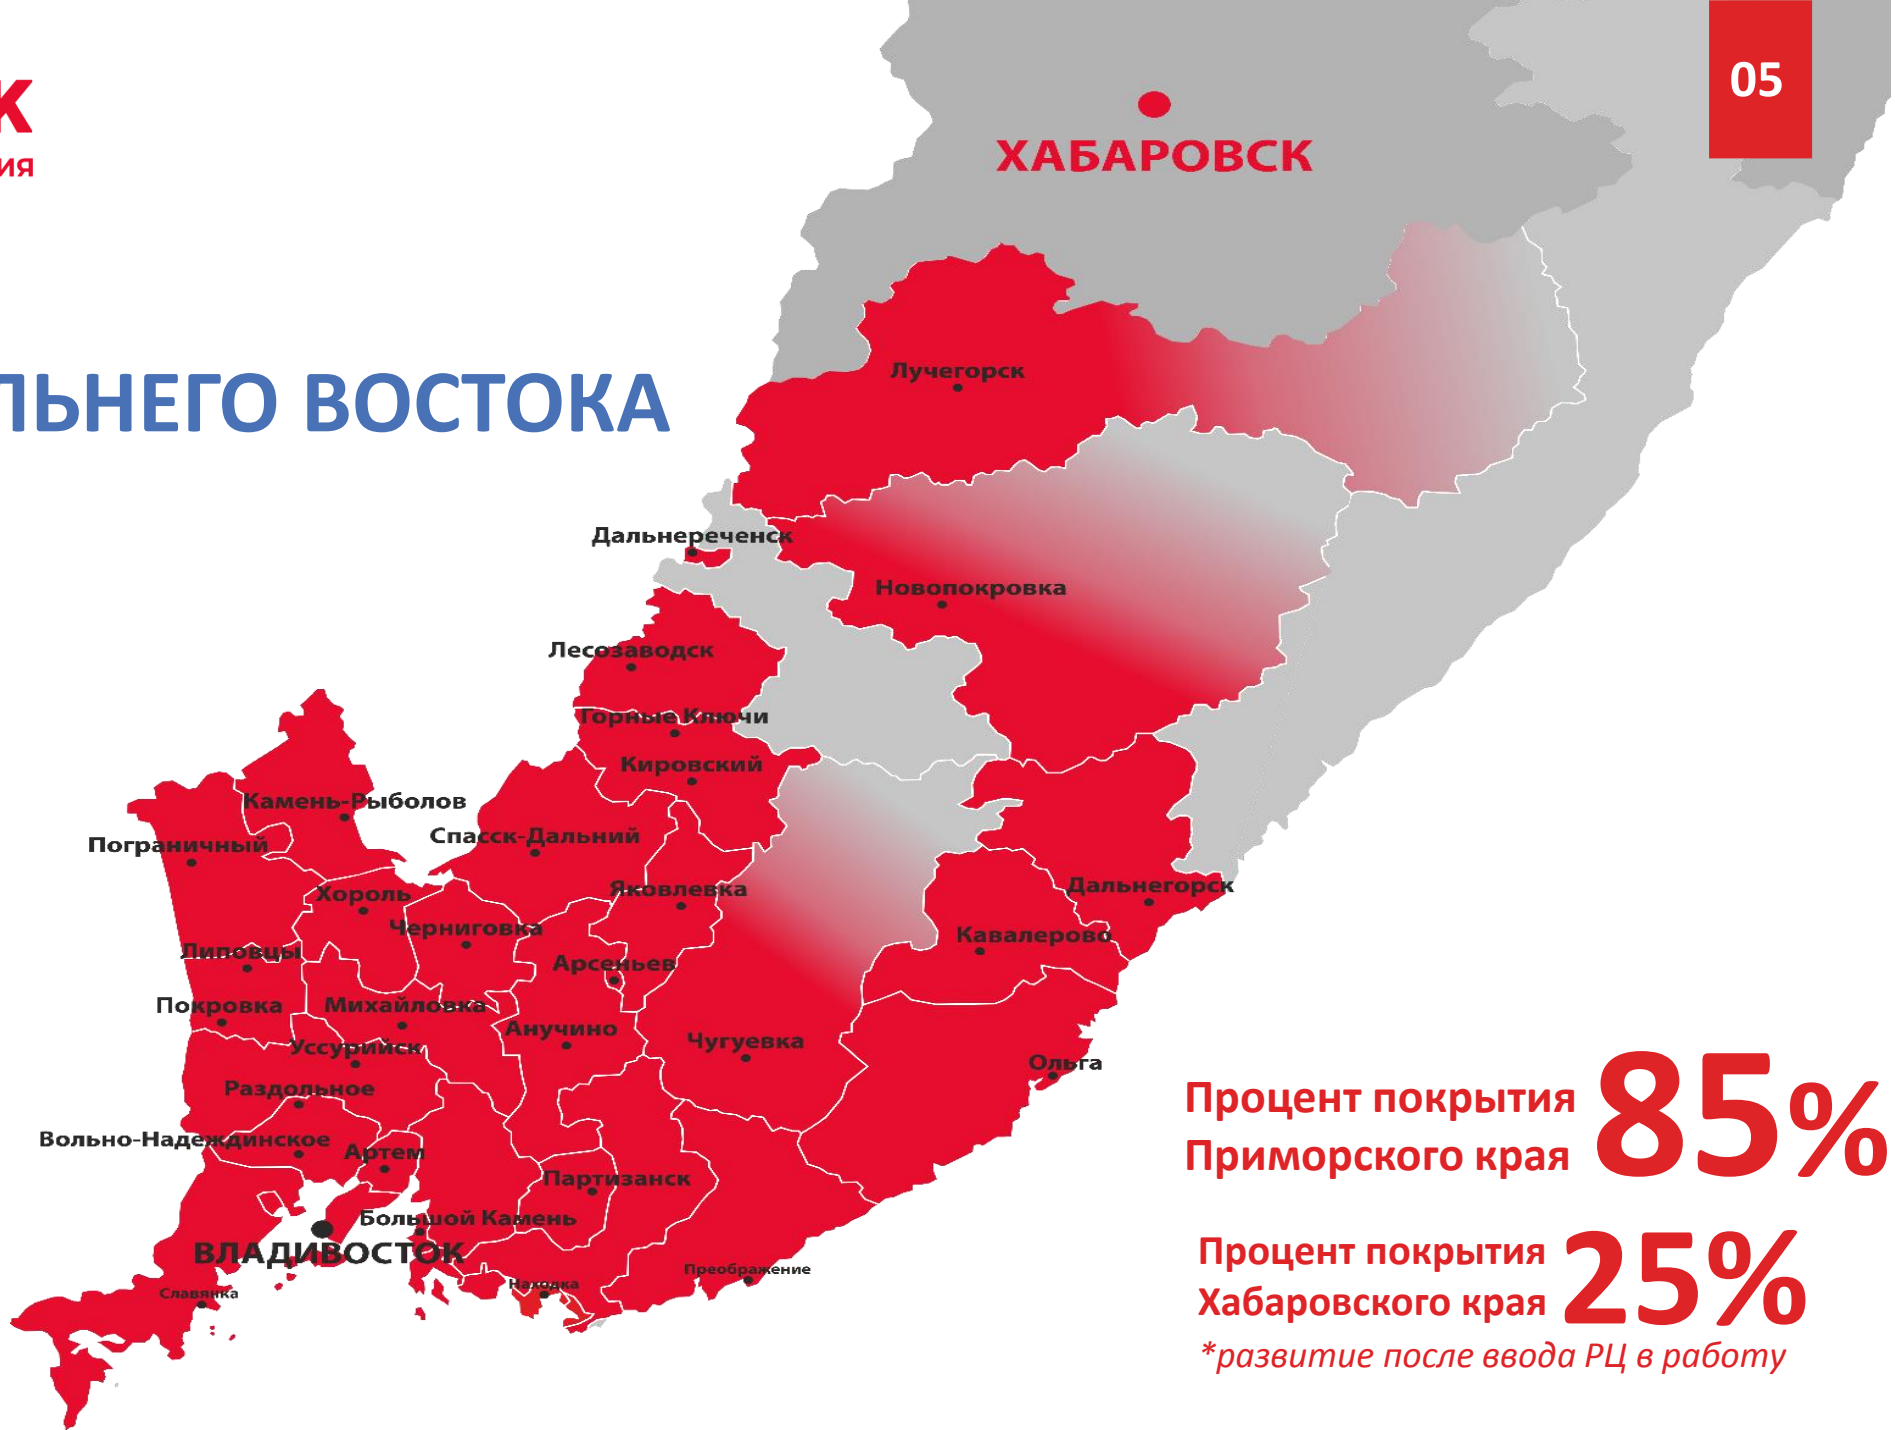 05
К
ия
ХАБАРОВСК
ЛЬНЕГО ВОСТОКА
Лучегорск
Дальнереченск
Новопокровка
Лесозаводск
Горные Ключи
Кировский
Камень-Рыболов
Спасск-Дальний
Пограничный
Яковлевка
Хороль
Дальнегорск
Черниговка
Кавалерово
Липовцы
Арсеньев
Покровка
Михайловка
Анучино
Чугуевка
Уссурийск
Ольга
Раздольное
Вольно-Надеждинское
Артем
Партизанск
Большой Камень
ВЛАДИВОСТОК
Преображение
Находка
Славянка
Процент покрытия
Приморского края 85%
Процент покрытия
Хабаровского края 25%
*развитие после ввода РЦ в работу